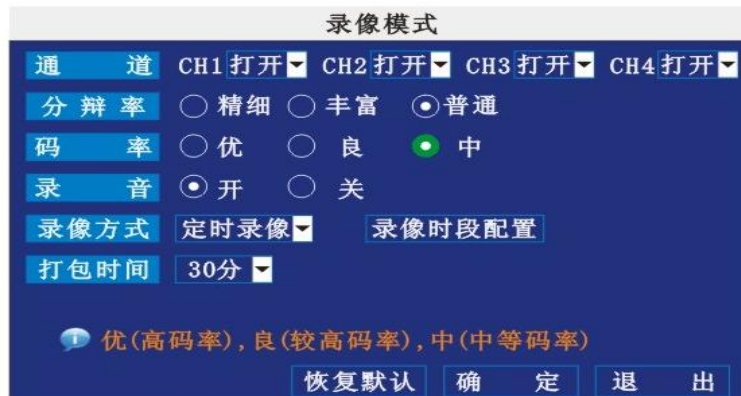 录像模式
通 道 CH1 打开 CH2 打开 CH3 打开 CH4 打开
分辩率 精细 丰富 普通
码 率 优 良 中
录 音 开 关
录像方式 定时录像 录像时段配置
打包时间 30分
优(高码率),良(较高码率),中(中等码率)
恢复默认 确 定 退 出